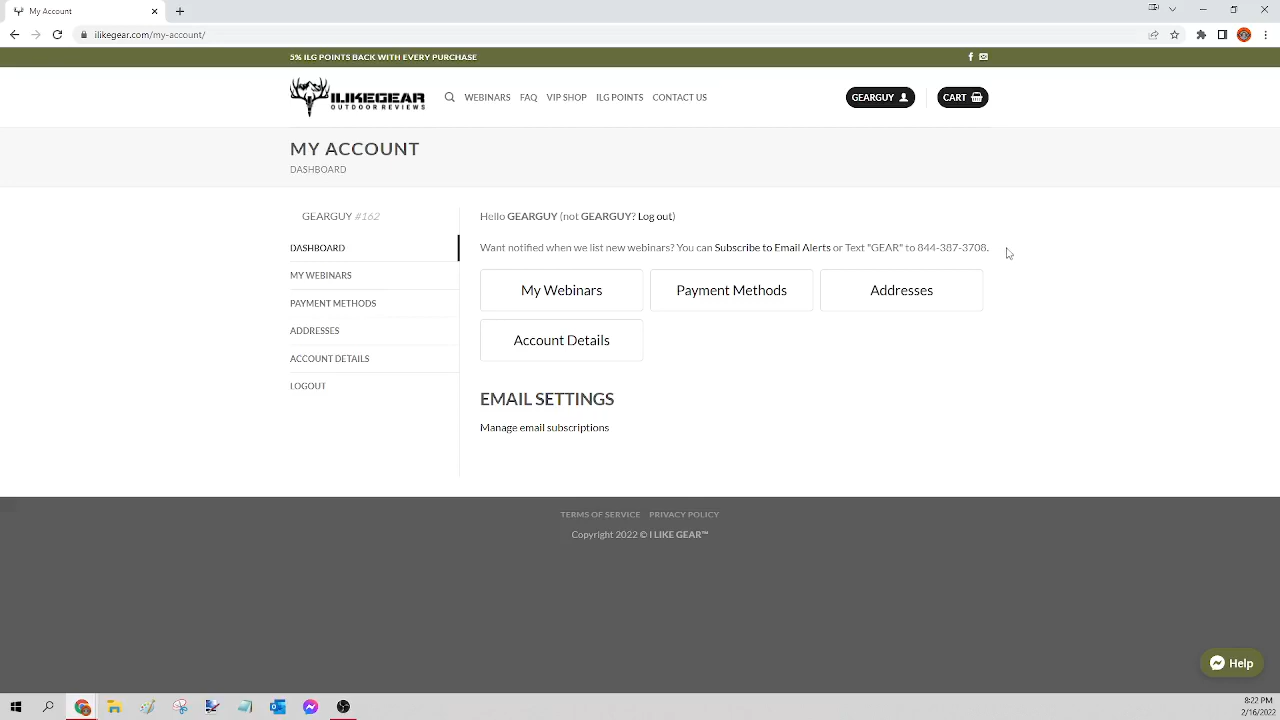 My Account
ilikegear.com/my-account/
5% ILG POINTS BACK WITH EVERY PURCHASE
ILIKEGEAR
OUTDOOR REVIEWS
WEBINARS FAQ VIP SHOP ILG POINTS CONTACT US
GEARGUY CART
MY ACCOUNT
DASHBOARD
GEARGUY #162
DASHBOARD
MY WEBINARS
PAYMENT METHODS
ADDRESSES
ACCOUNT DETAILS
LOGOUT
Hello GEARGUY (not GEARGUY? Log out)
Want notified when we list new webinars? You can Subscribe to Email Alerts or Text "GEAR" to 844-387-3708.
My Webinars Payment Methods Addresses
Account Details
EMAIL SETTINGS
Manage email subscriptions
TERMS OF SERVICE PRIVACY POLICY
Copyright 2022 © I LIKE GEAR™
Help
8:22 PM
2/16/2022